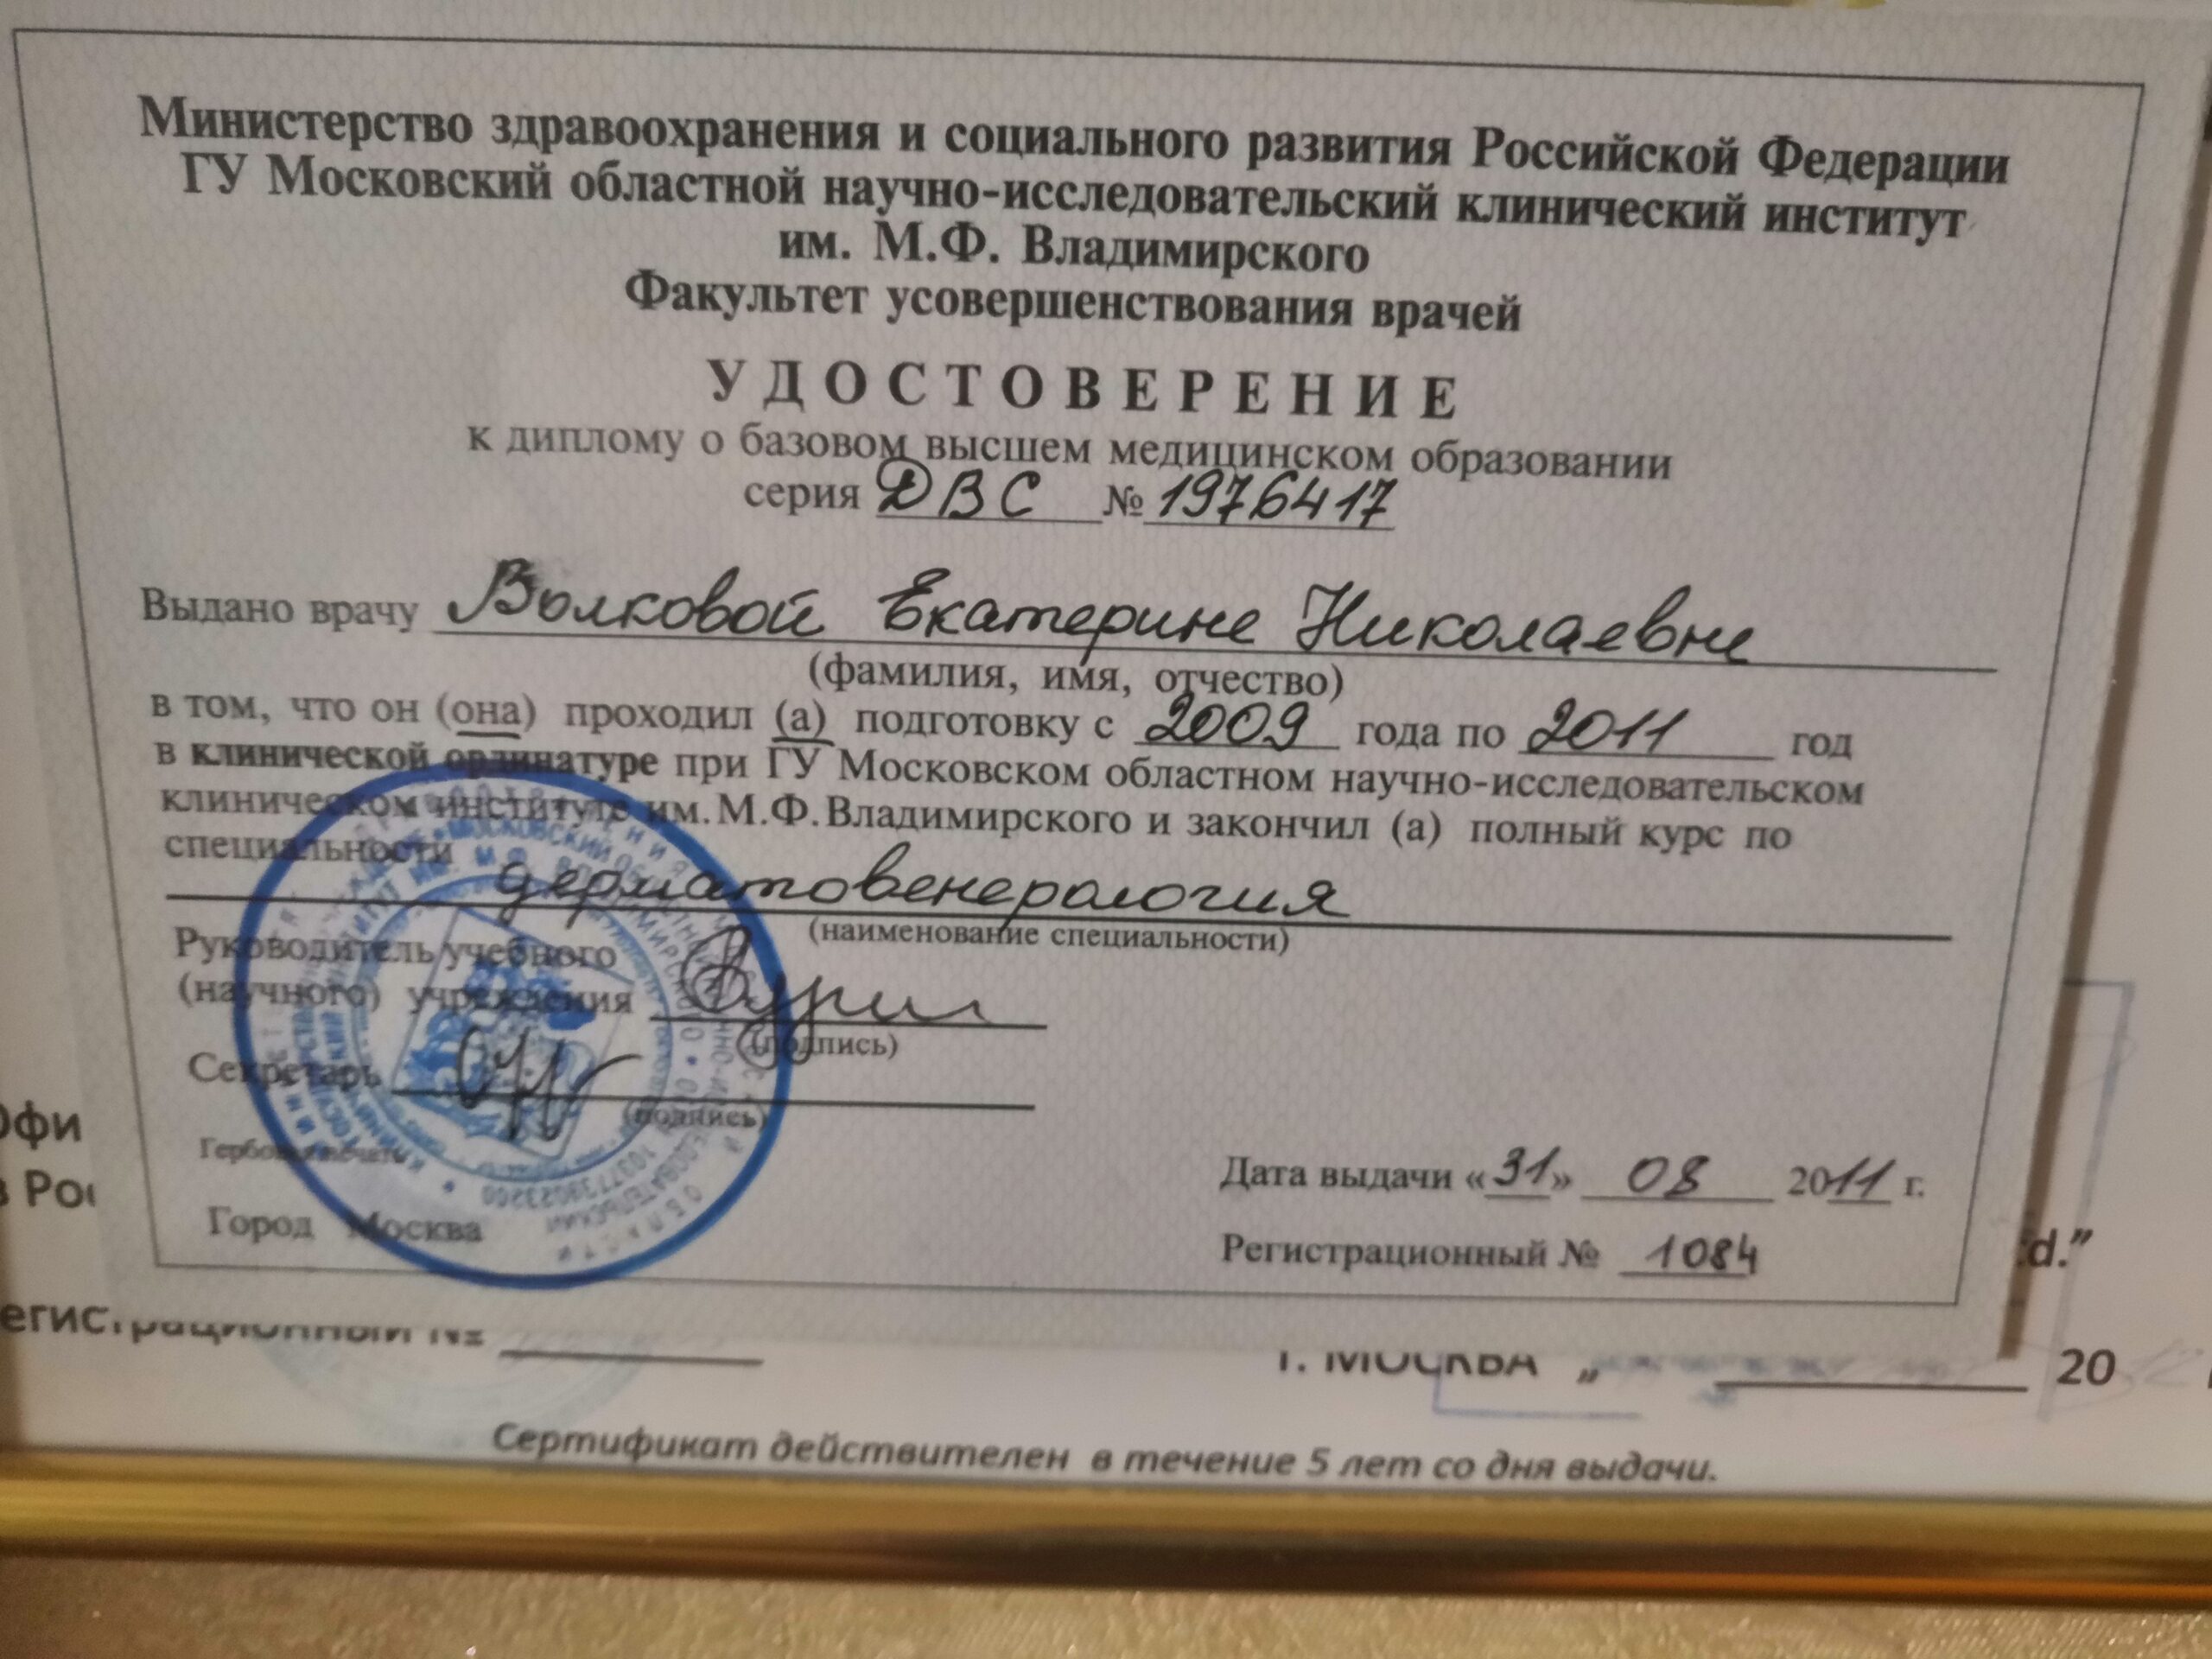 Министерство здравоохранения и социального развития Российской Федерации
ГУ Московский областной научно-исследовательский клинический институт
им. М.Ф. Владимирского
Факультет усовершенствования врачей
УДОСТОВЕРЕНИЕ
к диплому о базовом высшем медицинском образовании
серия ДВС № 1976417
Выдано врачу Волковой Екатерине Николаевне
(фамилия, имя, отчество)
в том, что он (она) проходил (а) подготовку с 2009 года по 2011 год
в клинической ординатуре при ГУ Московском областном научно-исследовательском
клиническом институте им. М.Ф. Владимирского и закончил (а) полный курс по
специальности
дерматовенерология
(наименование специальности)
Руководитель учебного
(научного) учреждения
(подпись)
Секретарь
(подпись)
Гербовая печать
Дата выдачи «31» 08 2011 г.
Город Москва
Регистрационный № 1084
Офи
в Рос
d.”
егистрационный №
г. МОСКВА „ 20
Сертификат действителен в течение 5 лет со дня выдачи.